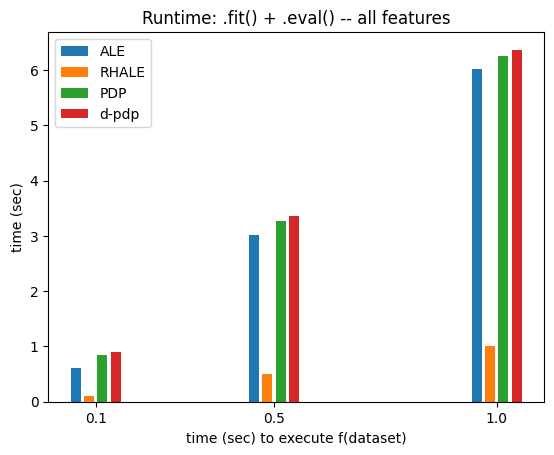 Runtime: .fit() + .eval() -- all features
ALE
RHALE
PDP
d-pdp
time (sec)
6
5
4
3
2
1
0
0.1
0.5
1.0
time (sec) to execute f(dataset)